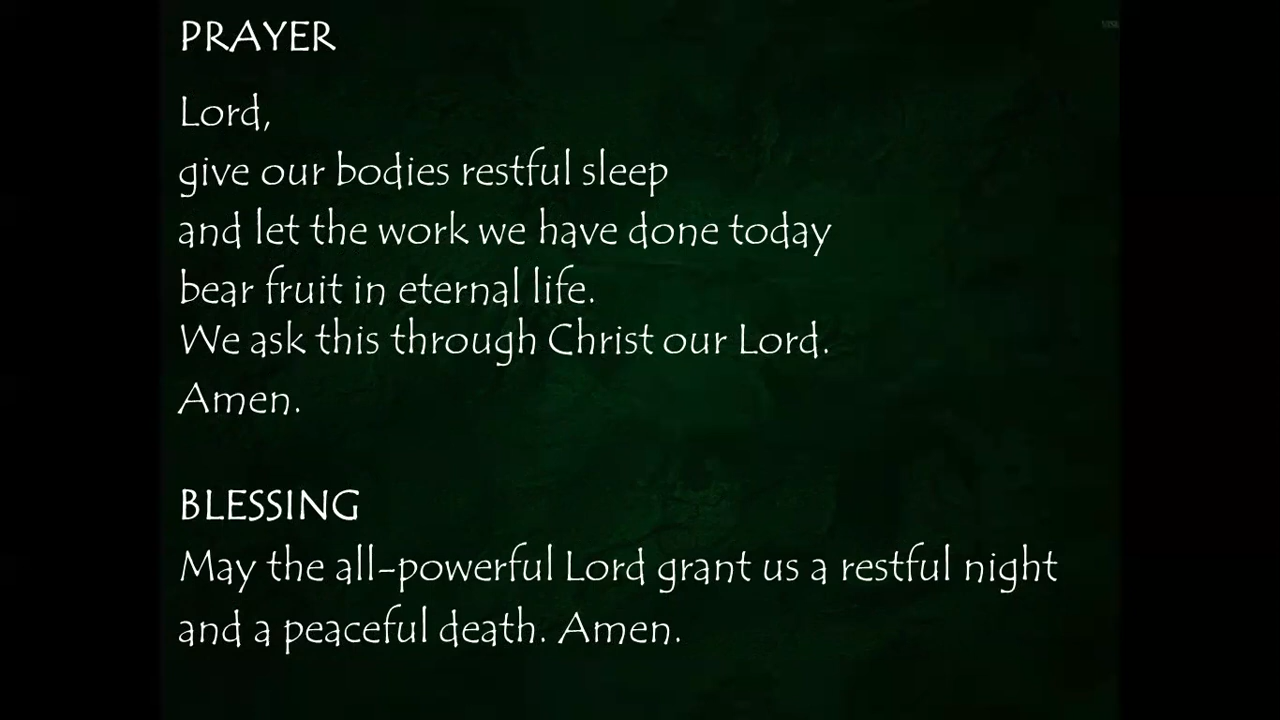 PRAYER
Lord,
give our bodies restful sleep
and let the work we have done today
bear fruit in eternal life.
We ask this through Christ our Lord.
Amen.
BLESSING
May the all-powerful Lord grant us a restful night
and a peaceful death. Amen.